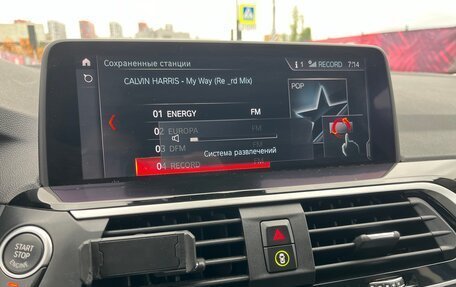 Сохраненные станции
1 RECORD 7:14
CALVIN HARRIS - My Way (Re _rd Mix)
POP
01 ENERGY FM
02 EUROPA
03 DFM
Система развлечений
04 RECORD FM
START
STOP
ENGINE